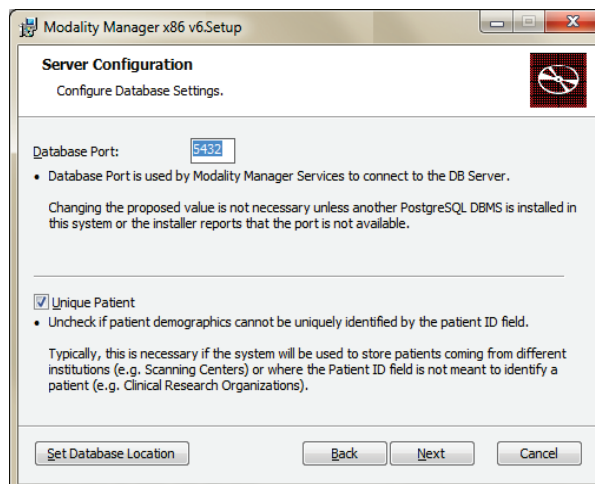 Modality Manager x86 v6.Setup
Server Configuration
Configure Database Settings.
Database Port:
5432
• Database Port is used by Modality Manager Services to connect to the DB Server.
Changing the proposed value is not necessary unless another PostgreSQL DBMS is installed in
this system or the installer reports that the port is not available.
Unique Patient
• Uncheck if patient demographics cannot be uniquely identified by the patient ID field.
Typically, this is necessary if the system will be used to store patients coming from different
institutions (e.g. Scanning Centers) or where the Patient ID field is not meant to identify a
patient (e.g. Clinical Research Organizations).
Set Database Location
Back
Next
Cancel